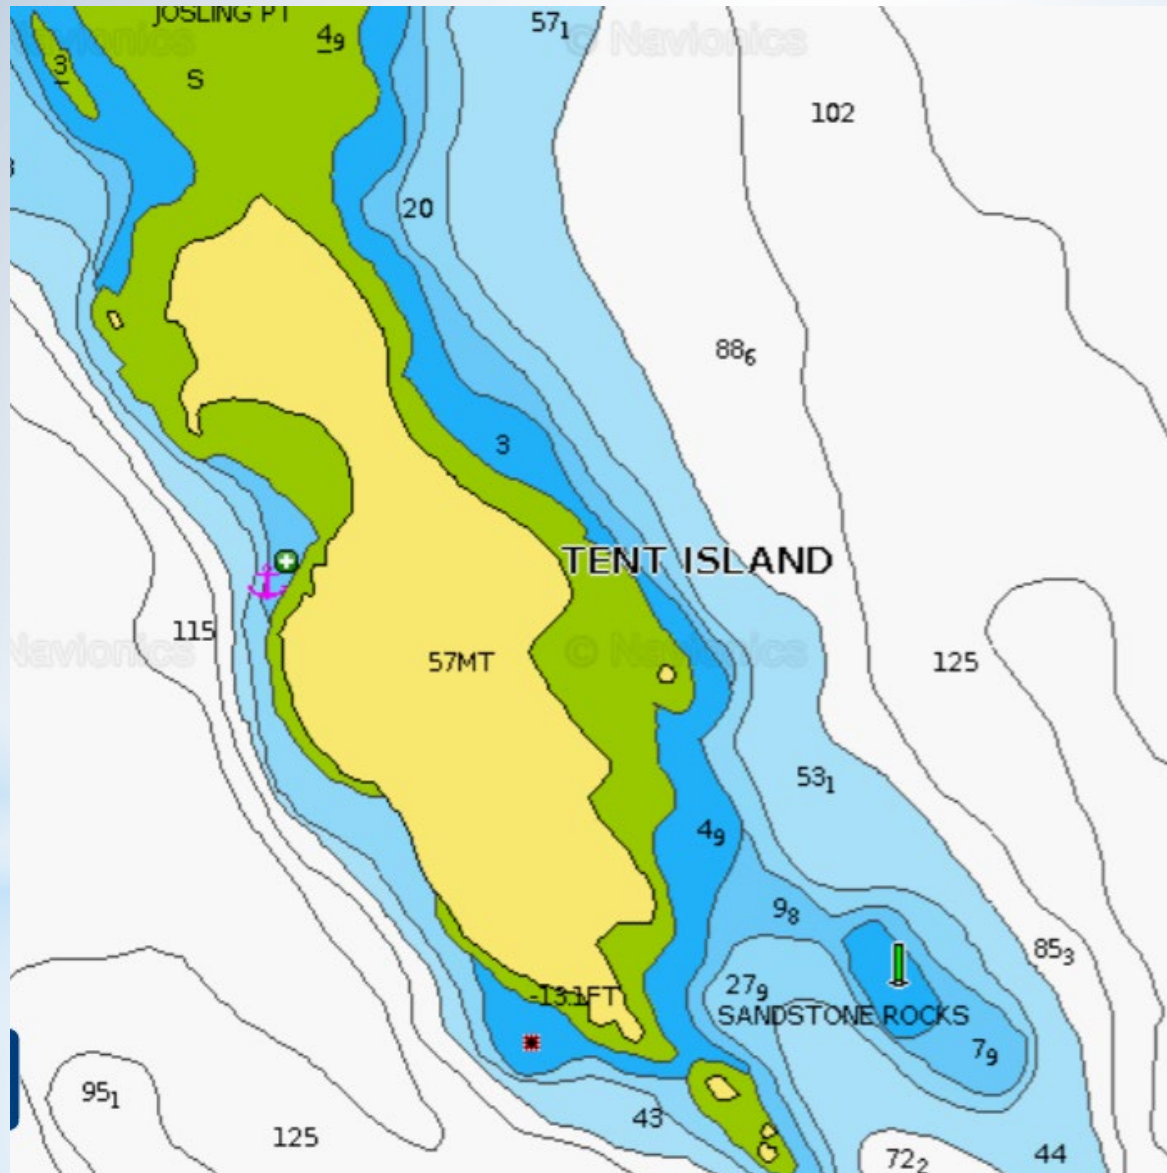 JOSLING PT
57₁
4₉
© Navionics
Navionics
3
S
102
20
88₆
3
TENT ISLAND
115
Navionics
57MT
© Navionics
125
53₁
4₉
9₈
85₃
27₉
-13.1FT
SANDSTONE ROCKS
7₉
95₁
43
125
44
72₂